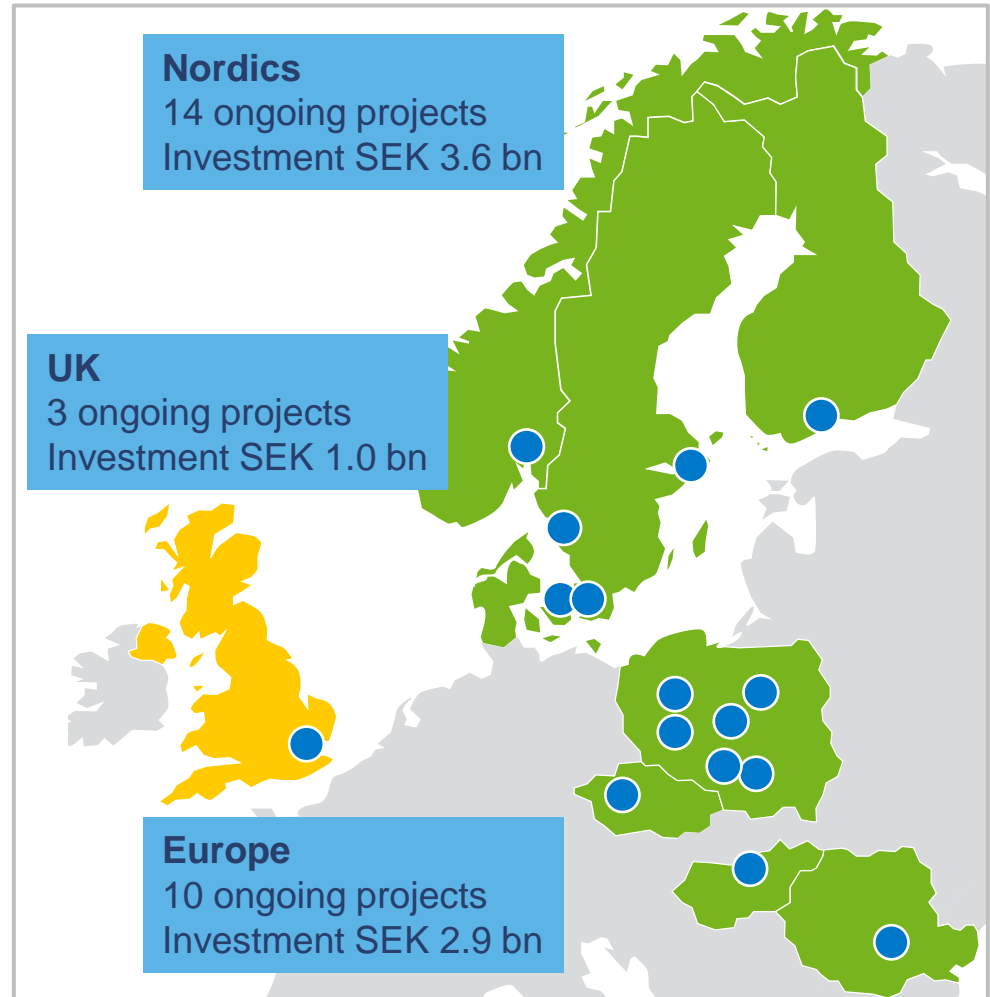 Nordics
14 ongoing projects
Investment SEK 3.6 bn
UK
3 ongoing projects
Investment SEK 1.0 bn
Europe
10 ongoing projects
Investment SEK 2.9 bn